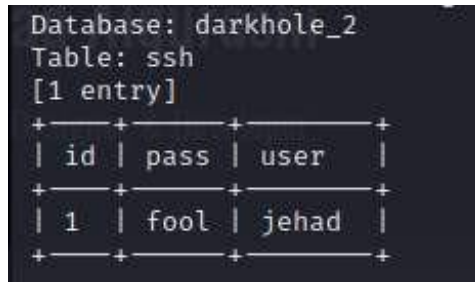 Database: darkhole_2
Table: ssh
[1 entry]
| id | pass | user |
| 1 | fool | jehad |